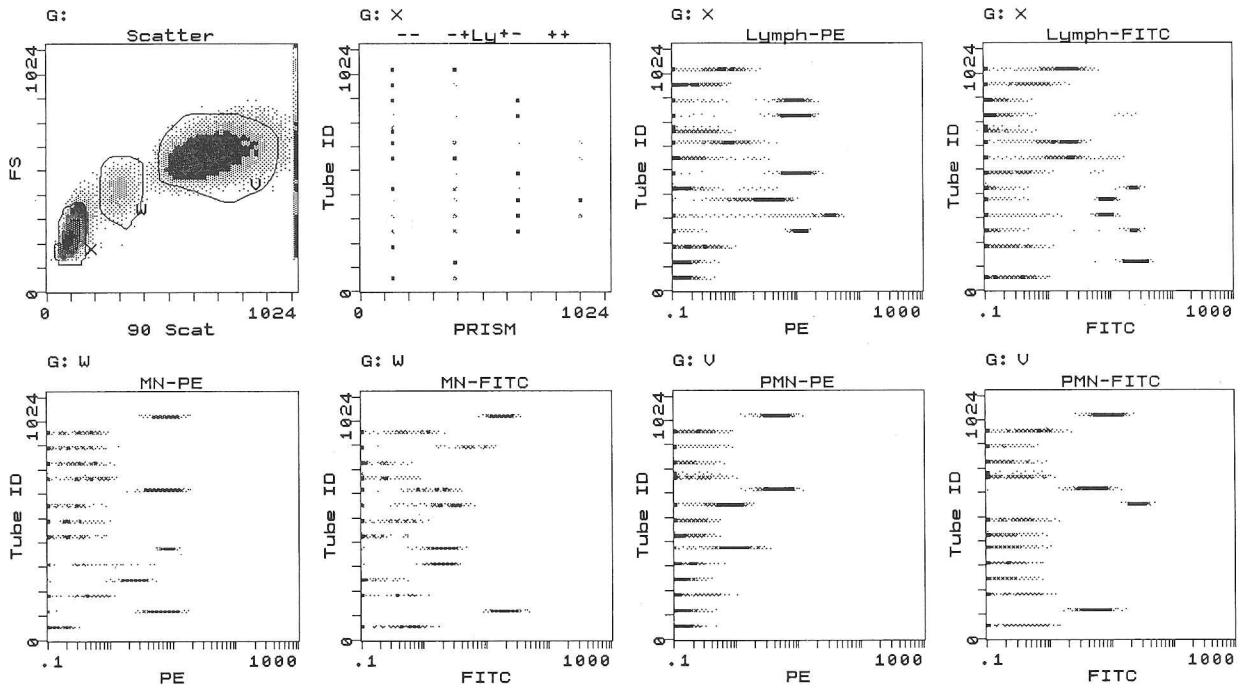 G:
Scatter
FS
0
1024
V
W
X
0
1024
90 Scat
G: X
-- -+Ly+- ++
Tube ID
0
1024
0
1024
PRISM
G: X
Lymph-PE
Tube ID
0
1024
.1
1000
PE
G: X
Lymph-FITC
Tube ID
0
1024
.1
1000
FITC
G: W
MN-PE
Tube ID
0
1024
.1
1000
PE
G: W
MN-FITC
Tube ID
0
1024
.1
1000
FITC
G: V
PMN-PE
Tube ID
0
1024
.1
1000
PE
G: V
PMN-FITC
Tube ID
0
1024
.1
1000
FITC